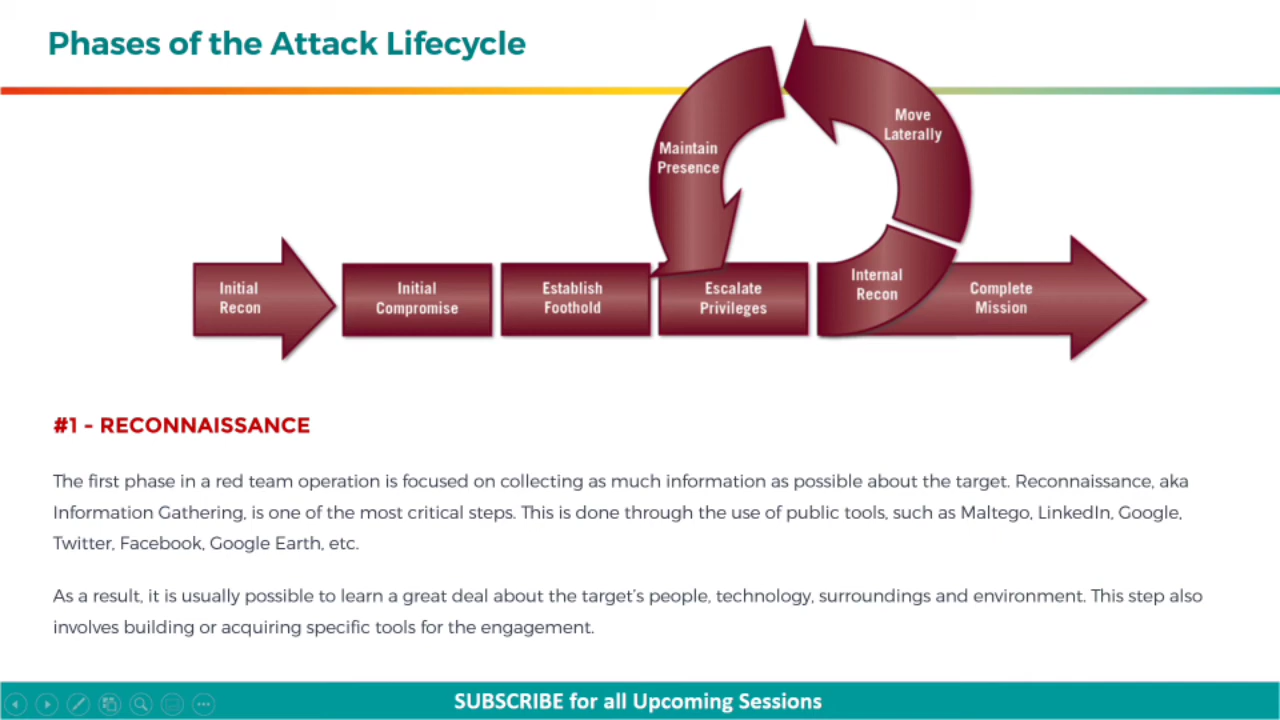 Phases of the Attack Lifecycle
Move
Laterally
Maintain
Presence
Initial
Recon
Initial
Compromise
Establish
Foothold
Escalate
Privileges
Internal
Recon
Complete
Mission
#1 - RECONNAISSANCE
The first phase in a red team operation is focused on collecting as much information as possible about the target. Reconnaissance, aka
Information Gathering, is one of the most critical steps. This is done through the use of public tools, such as Maltego, LinkedIn, Google,
Twitter, Facebook, Google Earth, etc.
As a result, it is usually possible to learn a great deal about the target's people, technology, surroundings and environment. This step also
involves building or acquiring specific tools for the engagement.
SUBSCRIBE for all Upcoming Sessions